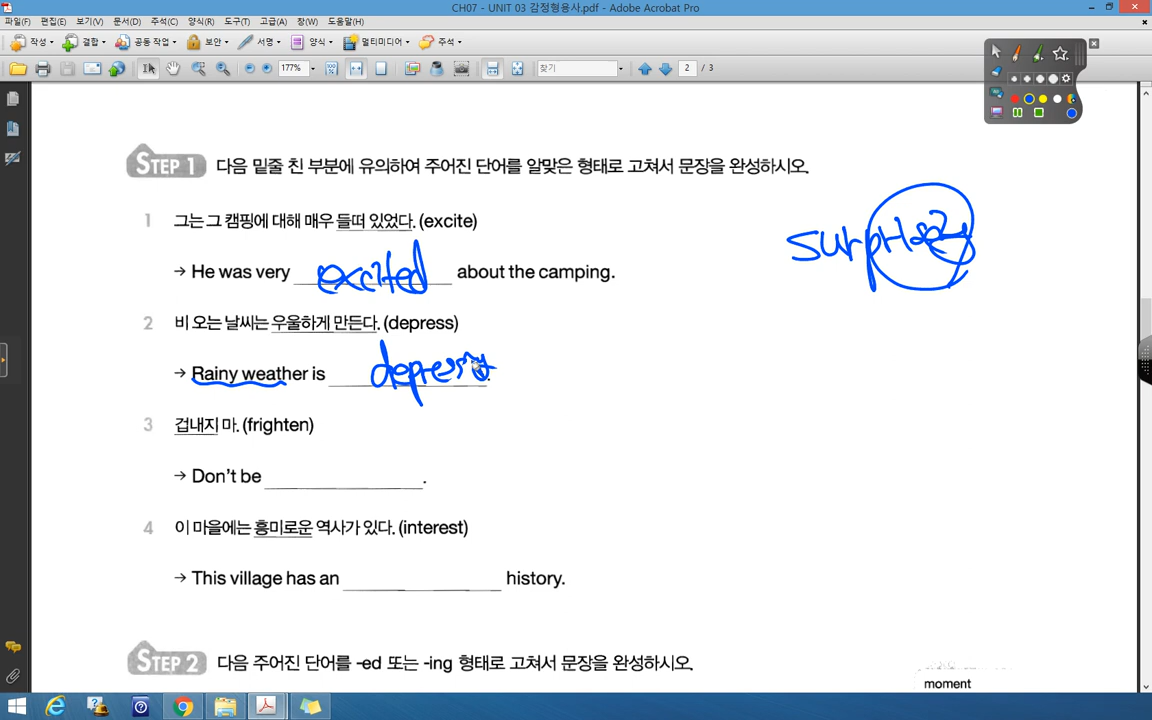 CH07 - UNIT 03 감정형용사.pdf - Adobe Acrobat Pro
파일(F) 편집(E) 보기(V) 문서(D) 주석(C) 양식(R) 도구(T) 고급(A) 창(W) 도움말(H)
작성 결합 공동 작업 보안 서명 양식 멀티미디어 주석
177% 찾기 2 / 3
STEP 1 다음 밑줄 친 부분에 유의하여 주어진 단어를 알맞은 형태로 고쳐서 문장을 완성하시오.
1 그는 그 캠핑에 대해 매우 들떠 있었다. (excite)
→ He was very excited about the camping.
2 비 오는 날씨는 우울하게 만든다. (depress)
→ Rainy weather is .
3 겁내지 마. (frighten)
→ Don't be .
4 이 마을에는 흥미로운 역사가 있다. (interest)
→ This village has an history.
STEP 2 다음 주어진 단어를 -ed 또는 -ing 형태로 고쳐서 문장을 완성하시오.
moment